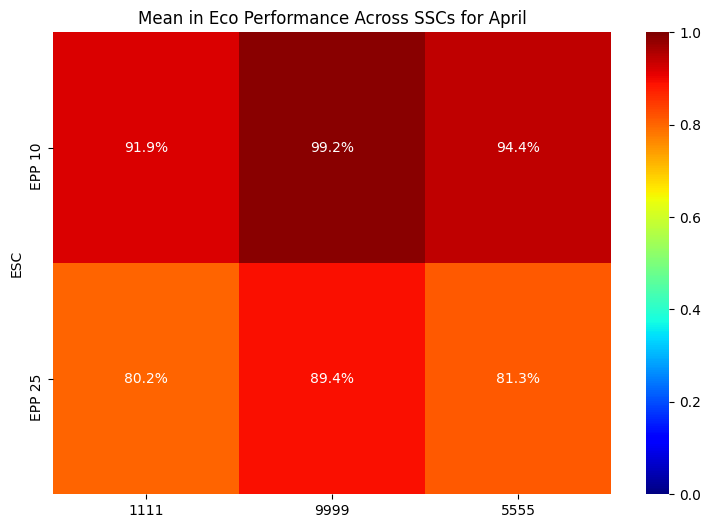 Mean in Eco Performance Across SSCs for April
ESC
EPP 10
91.9% 99.2% 94.4%
EPP 25
80.2% 89.4% 81.3%
1111 9999 5555
1.0
0.8
0.6
0.4
0.2
0.0